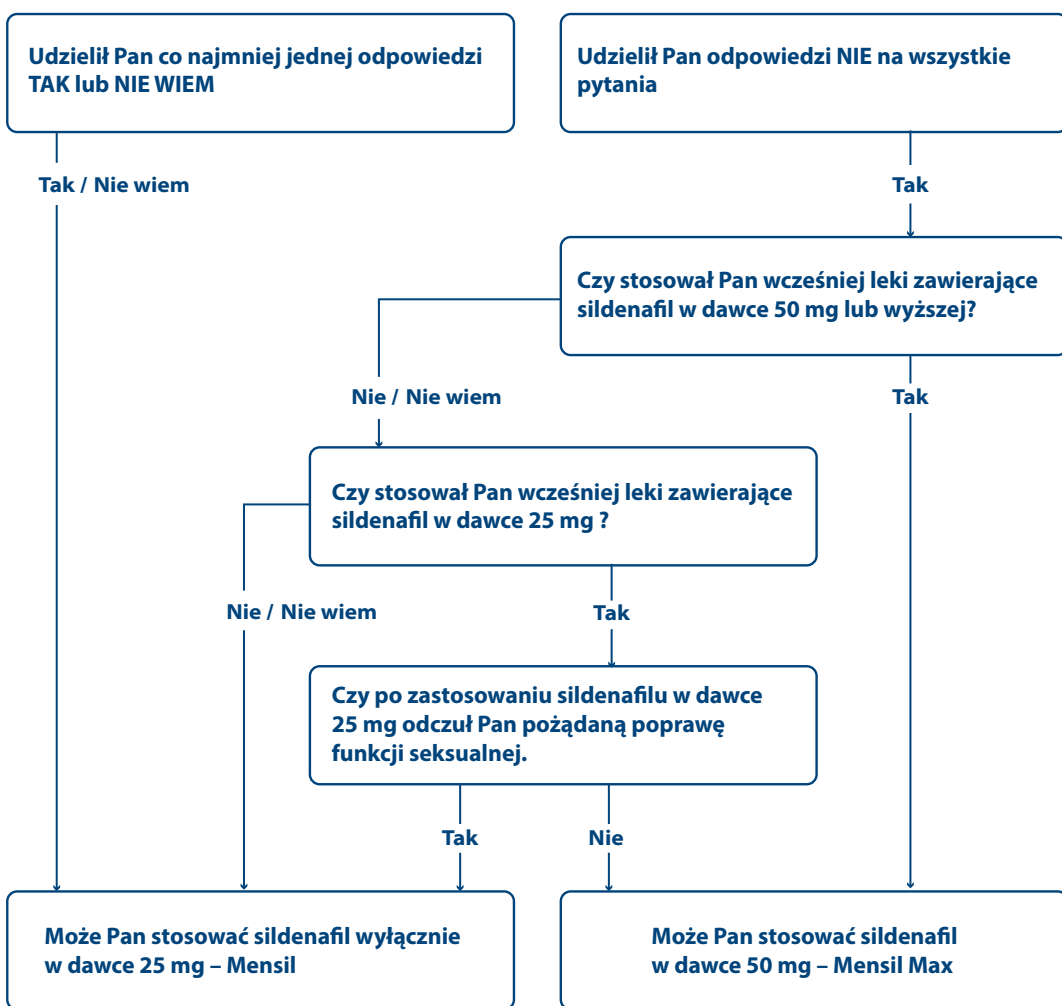 Udzielił Pan co najmniej jednej odpowiedzi
TAK lub NIE WIEM
Udzielił Pan odpowiedzi NIE na wszystkie
pytania
Tak / Nie wiem
Tak
Czy stosował Pan wcześniej leki zawierające
sildenafil w dawce 50 mg lub wyższej?
Nie / Nie wiem
Tak
Czy stosował Pan wcześniej leki zawierające
sildenafil w dawce 25 mg ?
Nie / Nie wiem
Tak
Czy po zastosowaniu sildenafilu w dawce
25 mg odczuł Pan pożądaną poprawę
funkcji seksualnej.
Tak
Nie
Może Pan stosować sildenafil wyłącznie
w dawce 25 mg – Mensil
Może Pan stosować sildenafil
w dawce 50 mg – Mensil Max